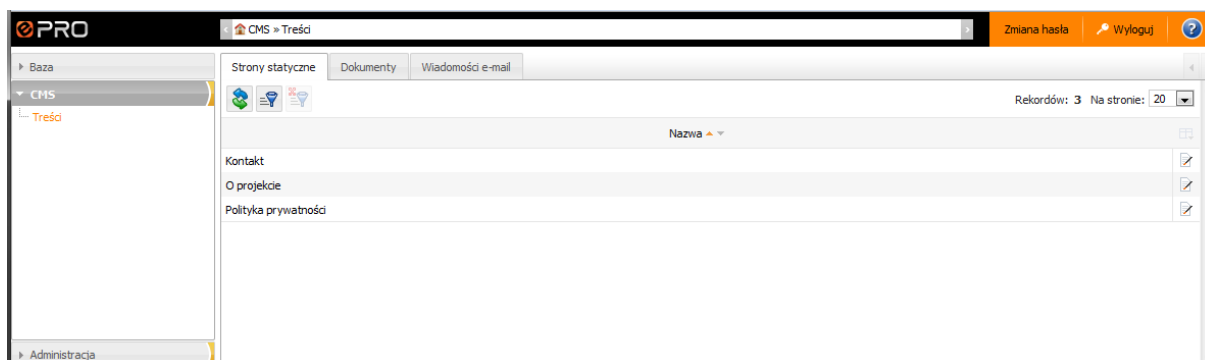 ePRO
CMS » Treści
Zmiana hasła
Wyloguj
?
Baza
CMS
Treści
Administracja
Strony statyczne
Dokumenty
Wiadomości e-mail
Rekordów: 3 Na stronie: 20
Nazwa
Kontakt
O projekcie
Polityka prywatności